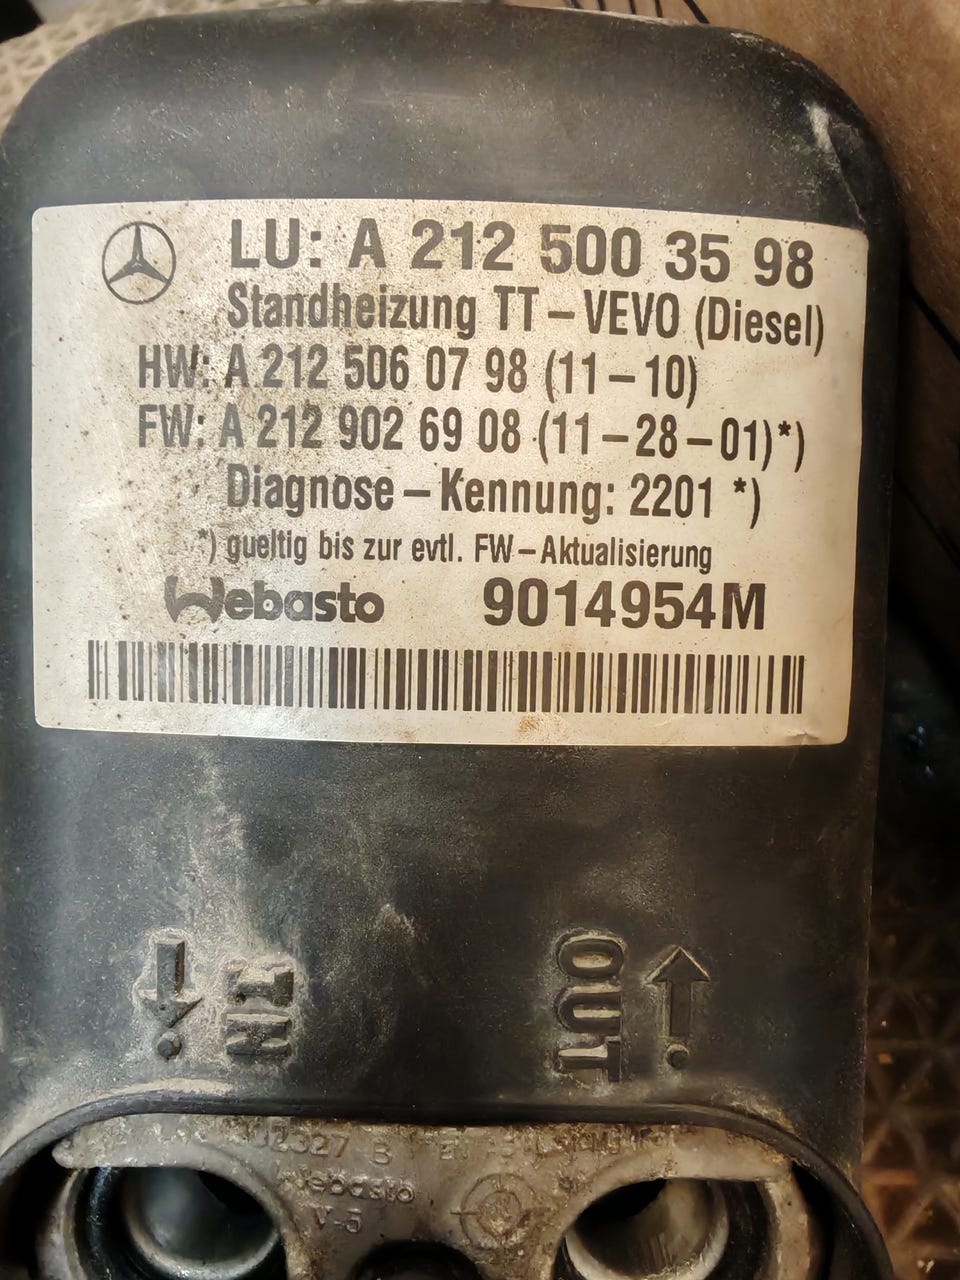 LU: A 212 500 35 98
Standheizung TT – VEVO (Diesel)
HW: A 212 506 07 98 (11 – 10)
FW: A 212 902 69 08 (11 – 28 – 01)*)
Diagnose – Kennung: 2201 *)
*) gueltig bis zur evtl. FW – Aktualisierung
Webasto 9014954M
IN OUT
Webasto
V-5